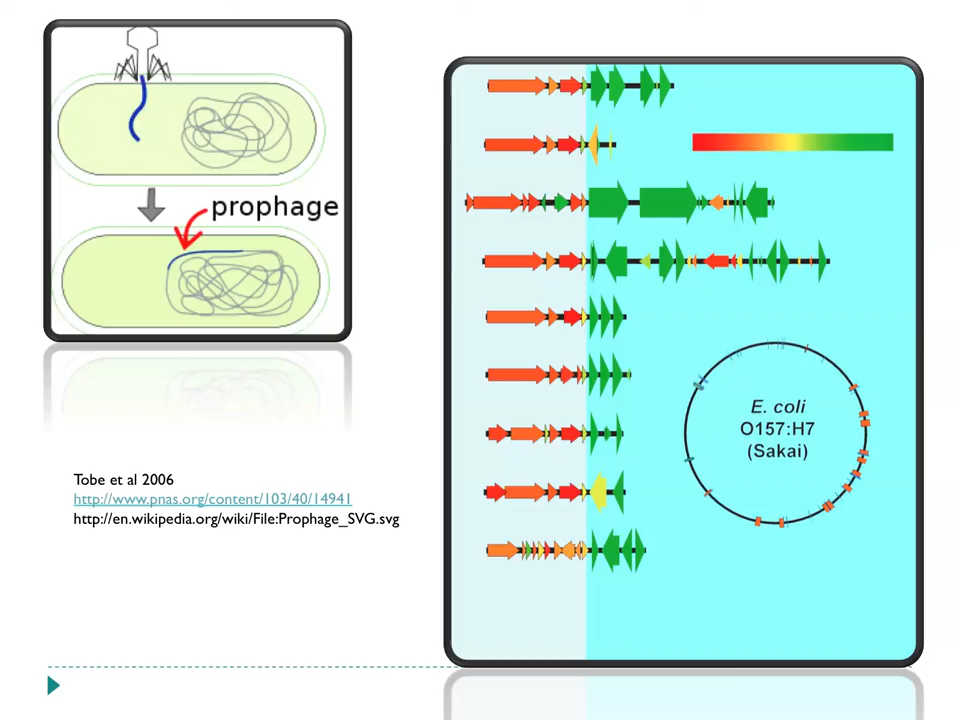 prophage
E. coli
O157:H7
(Sakai)
Tobe et al 2006
http://www.pnas.org/content/103/40/14941
http://en.wikipedia.org/wiki/File:Prophage_SVG.svg